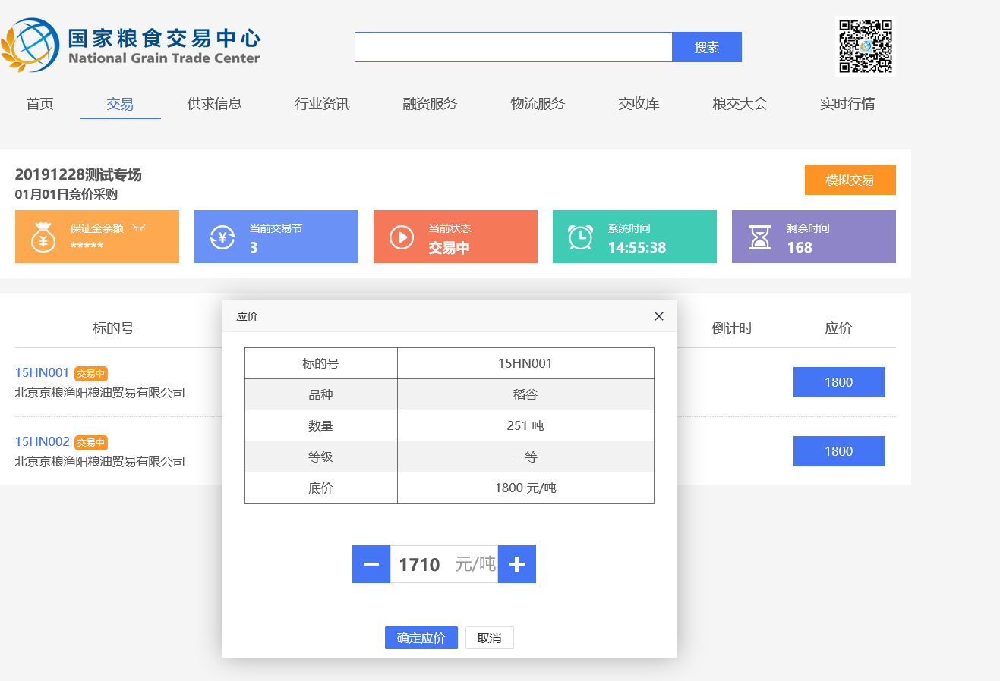 国家粮食交易中心
National Grain Trade Center
搜索
首页 交易 供求信息 行业资讯 融资服务 物流服务 交收库 粮交大会 实时行情
20191228测试专场
01月01日竞价采购
模拟交易
保证金余额
*****
当前交易节
3
当前状态
交易中
系统时间
14:55:38
剩余时间
168
标的号 倒计时 应价
15HN001 交易中
北京京粮渔阳粮油贸易有限公司
1800
15HN002 交易中
北京京粮渔阳粮油贸易有限公司
1800
应价
标的号 15HN001
品种 稻谷
数量 251 吨
等级 一等
底价 1800 元/吨
1710 元/吨
确定应价 取消